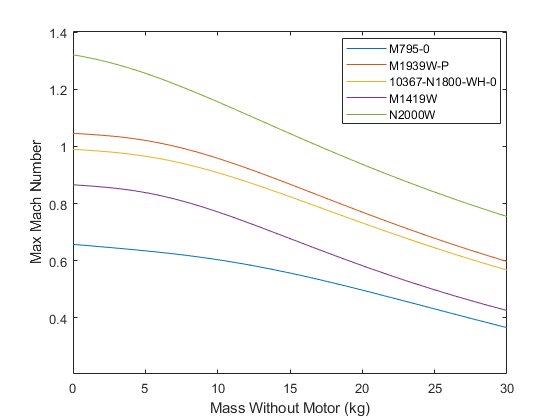 1.4
1.2
1
0.8
0.6
0.4
Max Mach Number
0
5
10
15
20
25
30
Mass Without Motor (kg)
M795-0
M1939W-P
10367-N1800-WH-0
M1419W
N2000W